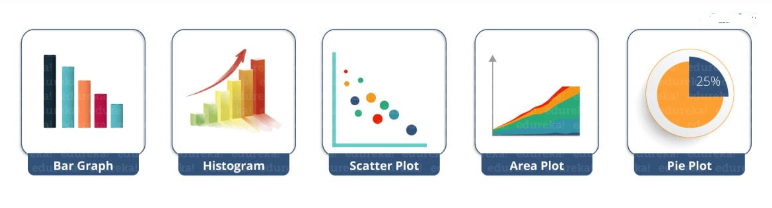 25%
Bar Graph
Histogram
Scatter Plot
Area Plot
Pie Plot